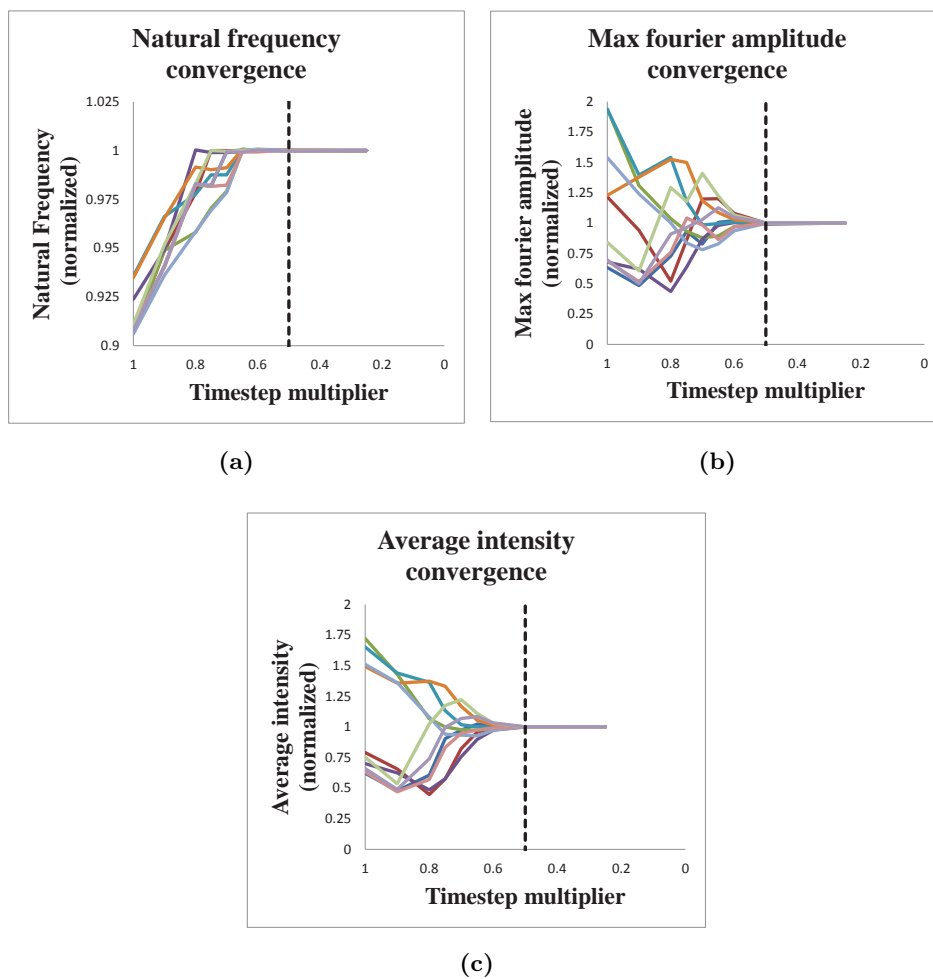 Natural frequency
convergence
1.025
1
0.975
0.95
0.925
0.9
Natural Frequency
(normalized)
1 0.8 0.6 0.4 0.2 0
Timestep multiplier
(a)
Max fourier amplitude
convergence
2
1.75
1.5
1.25
1
0.75
0.5
0.25
0
Max fourier amplitude
(normalized)
1 0.8 0.6 0.4 0.2 0
Timestep multiplier
(b)
Average intensity
convergence
2
1.75
1.5
1.25
1
0.75
0.5
0.25
0
Average intensity
(normalized)
1 0.8 0.6 0.4 0.2 0
Timestep multiplier
(c)